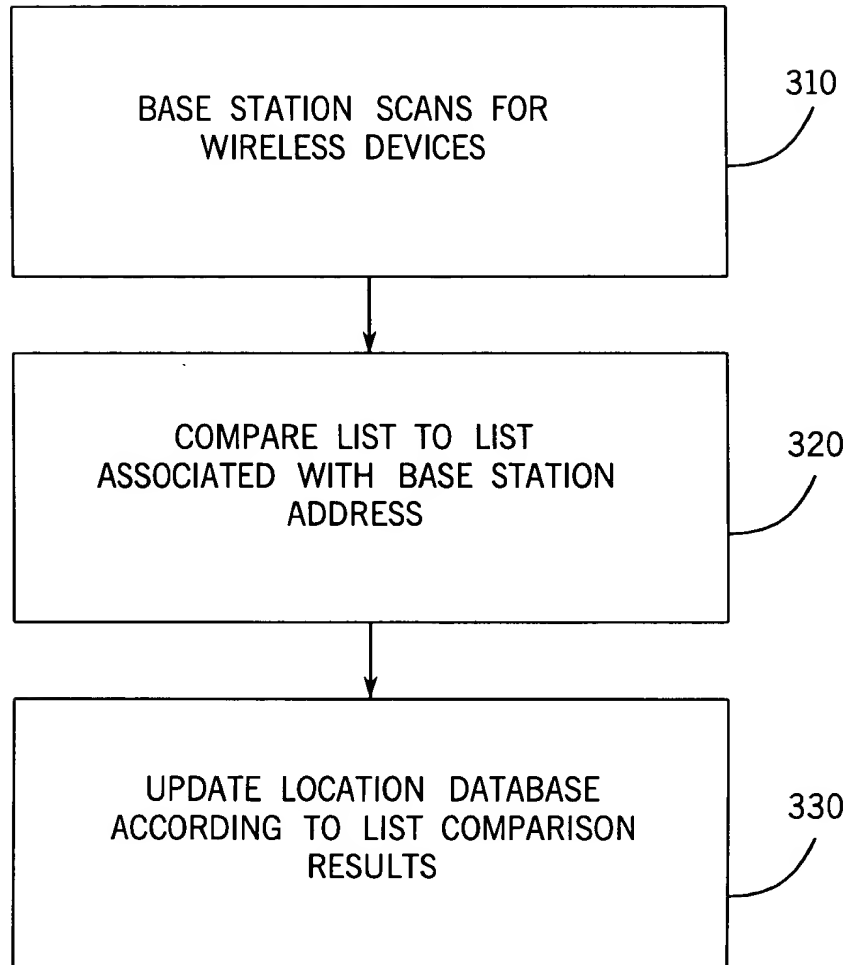 BASE STATION SCANS FOR
WIRELESS DEVICES
310
COMPARE LIST TO LIST
ASSOCIATED WITH BASE STATION
ADDRESS
320
UPDATE LOCATION DATABASE
ACCORDING TO LIST COMPARISON
RESULTS
330